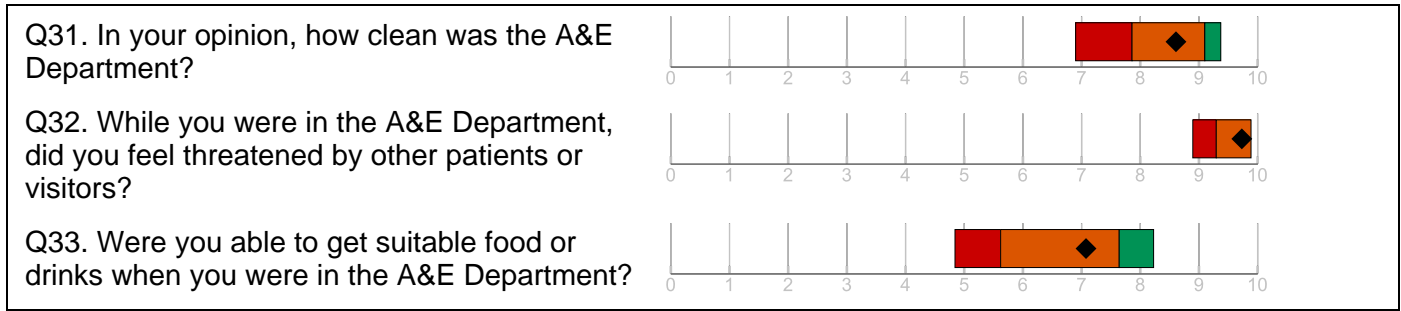 Q31. In your opinion, how clean was the A&E
Department?
0 1 2 3 4 5 6 7 8 9 10
Q32. While you were in the A&E Department,
did you feel threatened by other patients or
visitors?
0 1 2 3 4 5 6 7 8 9 10
Q33. Were you able to get suitable food or
drinks when you were in the A&E Department?
0 1 2 3 4 5 6 7 8 9 10